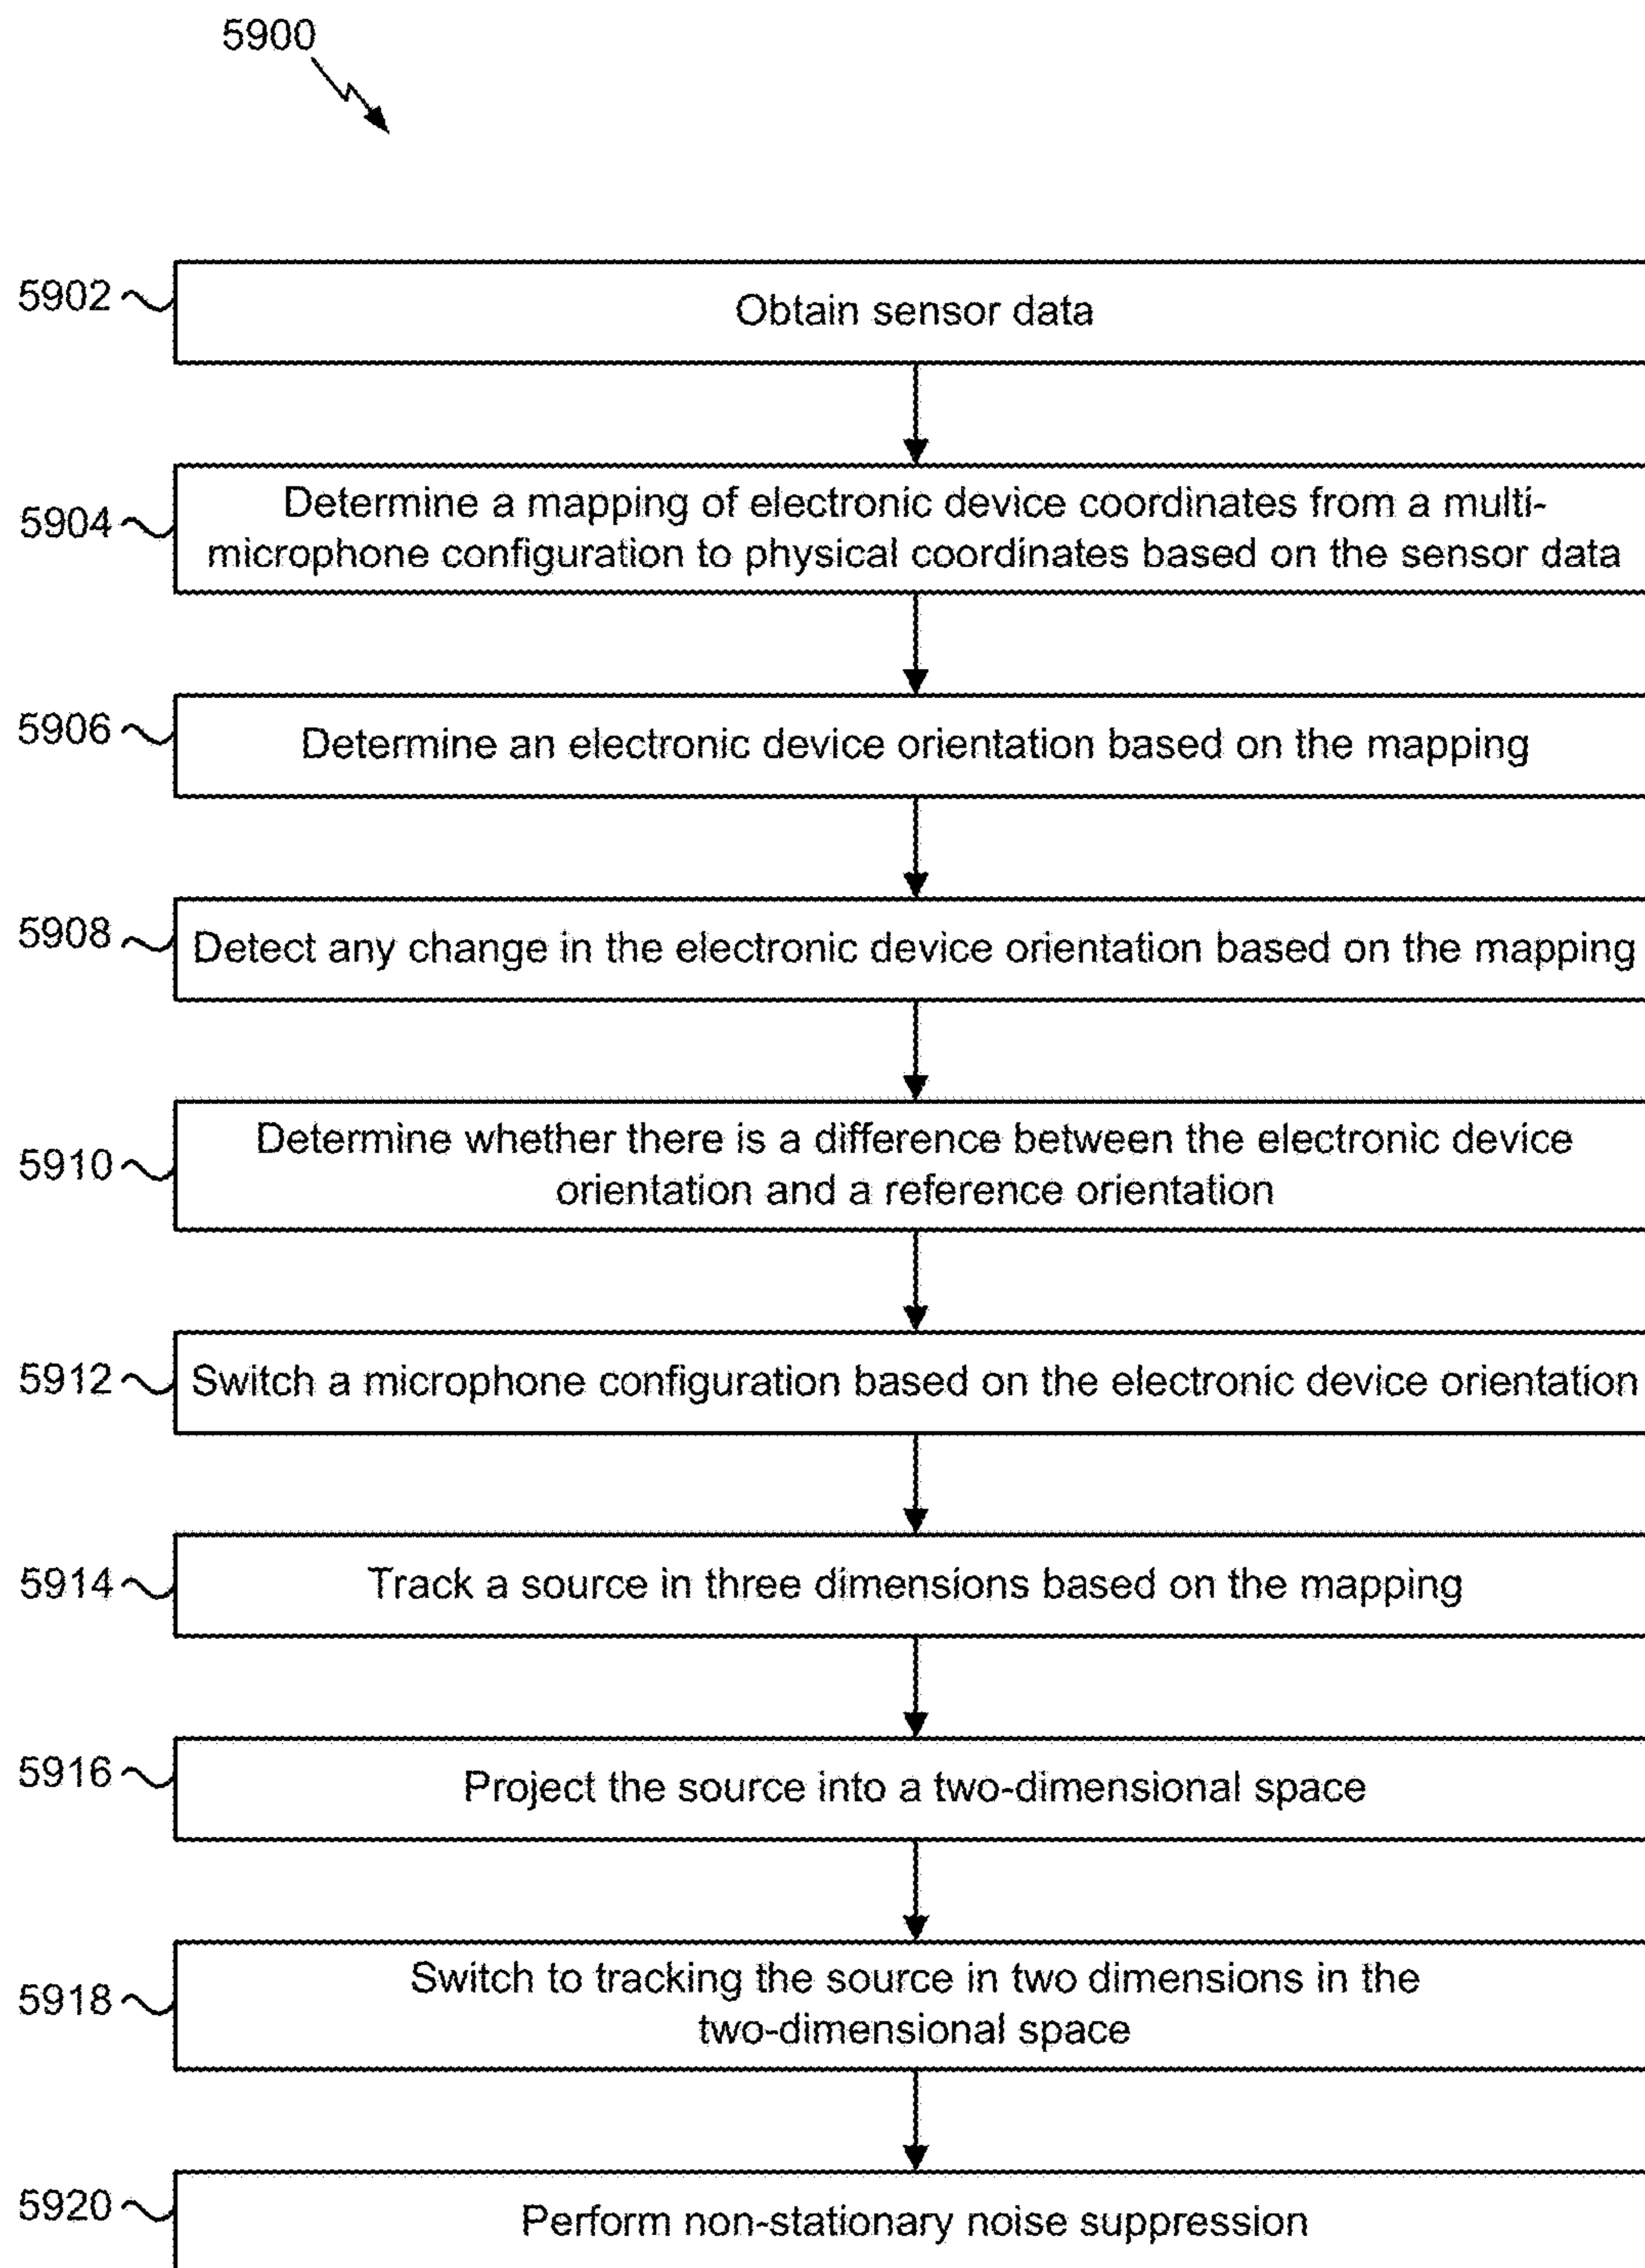 5900
5902
Obtain sensor data
5904
Determine a mapping of electronic device coordinates from a multi-
microphone configuration to physical coordinates based on the sensor data
5906
Determine an electronic device orientation based on the mapping
5908
Detect any change in the electronic device orientation based on the mapping
5910
Determine whether there is a difference between the electronic device
orientation and a reference orientation
5912
Switch a microphone configuration based on the electronic device orientation
5914
Track a source in three dimensions based on the mapping
5916
Project the source into a two-dimensional space
5918
Switch to tracking the source in two dimensions in the
two-dimensional space
5920
Perform non-stationary noise suppression